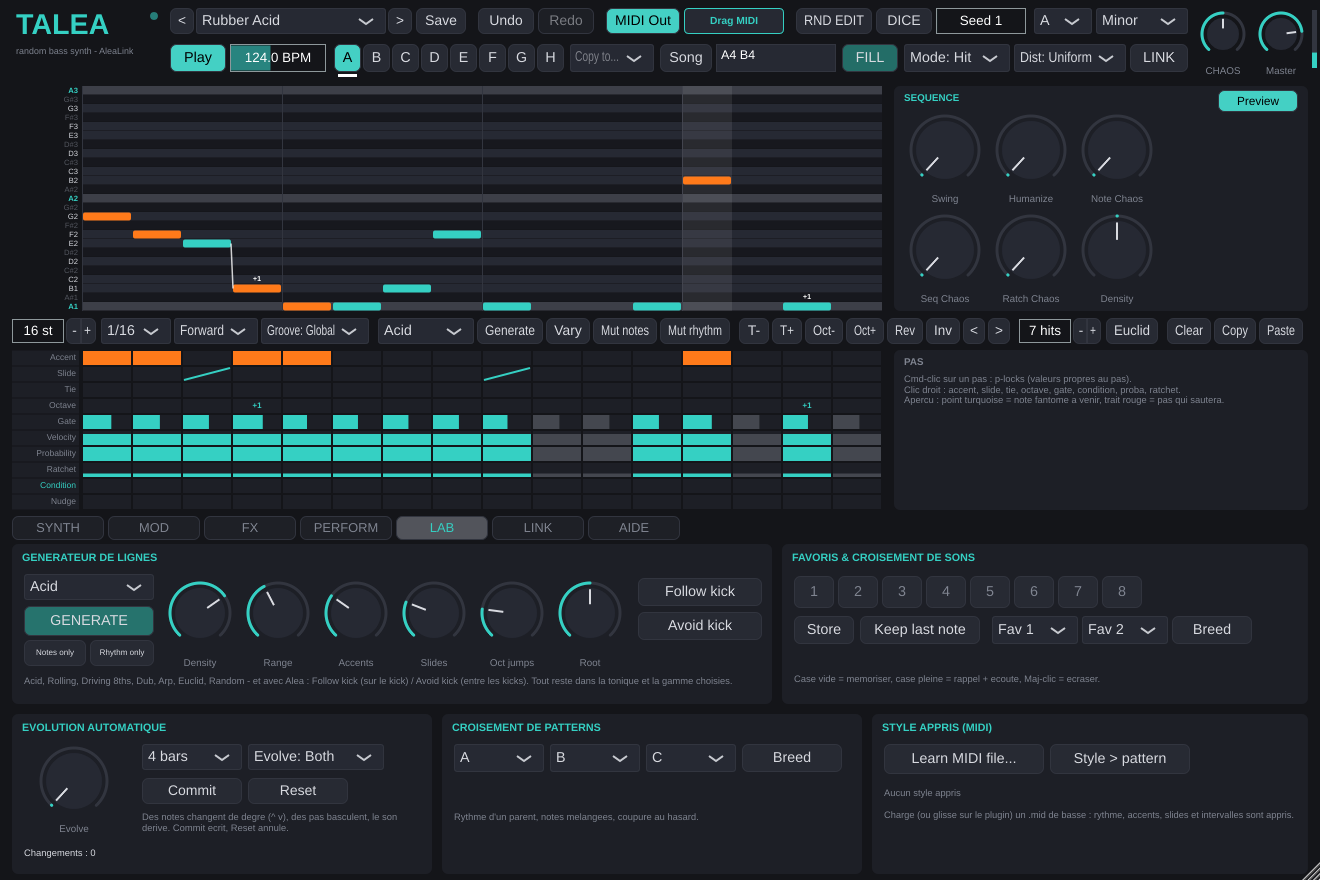 TALEA
random bass synth - AleaLink
< Rubber Acid > Save Undo Redo MIDI Out Drag MIDI RND EDIT DICE Seed 1 A Minor
Play 124.0 BPM A B C D E F G H Copy to... Song A4 B4 FILL Mode: Hit Dist: Uniform LINK
CHAOS Master
A3
G#3
G3
F#3
F3
E3
D#3
D3
C#3
C3
B2
A#2
A2
G#2
G2
F#2
F2
E2
D#2
D2
C#2
C2 +1
B1
A#1 +1
A1
SEQUENCE Preview
Swing Humanize Note Chaos
Seq Chaos Ratch Chaos Density
16 st - + 1/16 Forward Groove: Global Acid Generate Vary Mut notes Mut rhythm T- T+ Oct- Oct+ Rev Inv < > 7 hits - + Euclid Clear Copy Paste
Accent
Slide
Tie
Octave +1 +1
Gate
Velocity
Probability
Ratchet
Condition
Nudge
PAS
Cmd-clic sur un pas : p-locks (valeurs propres au pas).
Clic droit : accent, slide, tie, octave, gate, condition, proba, ratchet.
Apercu : point turquoise = note fantome a venir, trait rouge = pas qui sautera.
SYNTH MOD FX PERFORM LAB LINK AIDE
GENERATEUR DE LIGNES
Acid
GENERATE
Notes only Rhythm only
Density Range Accents Slides Oct jumps Root
Follow kick
Avoid kick
Acid, Rolling, Driving 8ths, Dub, Arp, Euclid, Random - et avec Alea : Follow kick (sur le kick) / Avoid kick (entre les kicks). Tout reste dans la tonique et la gamme choisies.
FAVORIS & CROISEMENT DE SONS
1 2 3 4 5 6 7 8
Store Keep last note Fav 1 Fav 2 Breed
Case vide = memoriser, case pleine = rappel + ecoute, Maj-clic = ecraser.
EVOLUTION AUTOMATIQUE
4 bars Evolve: Both
Commit Reset
Evolve
Des notes changent de degre (^ v), des pas basculent, le son
derive. Commit ecrit, Reset annule.
Changements : 0
CROISEMENT DE PATTERNS
A B C Breed
Rythme d'un parent, notes melangees, coupure au hasard.
STYLE APPRIS (MIDI)
Learn MIDI file... Style > pattern
Aucun style appris
Charge (ou glisse sur le plugin) un .mid de basse : rythme, accents, slides et intervalles sont appris.